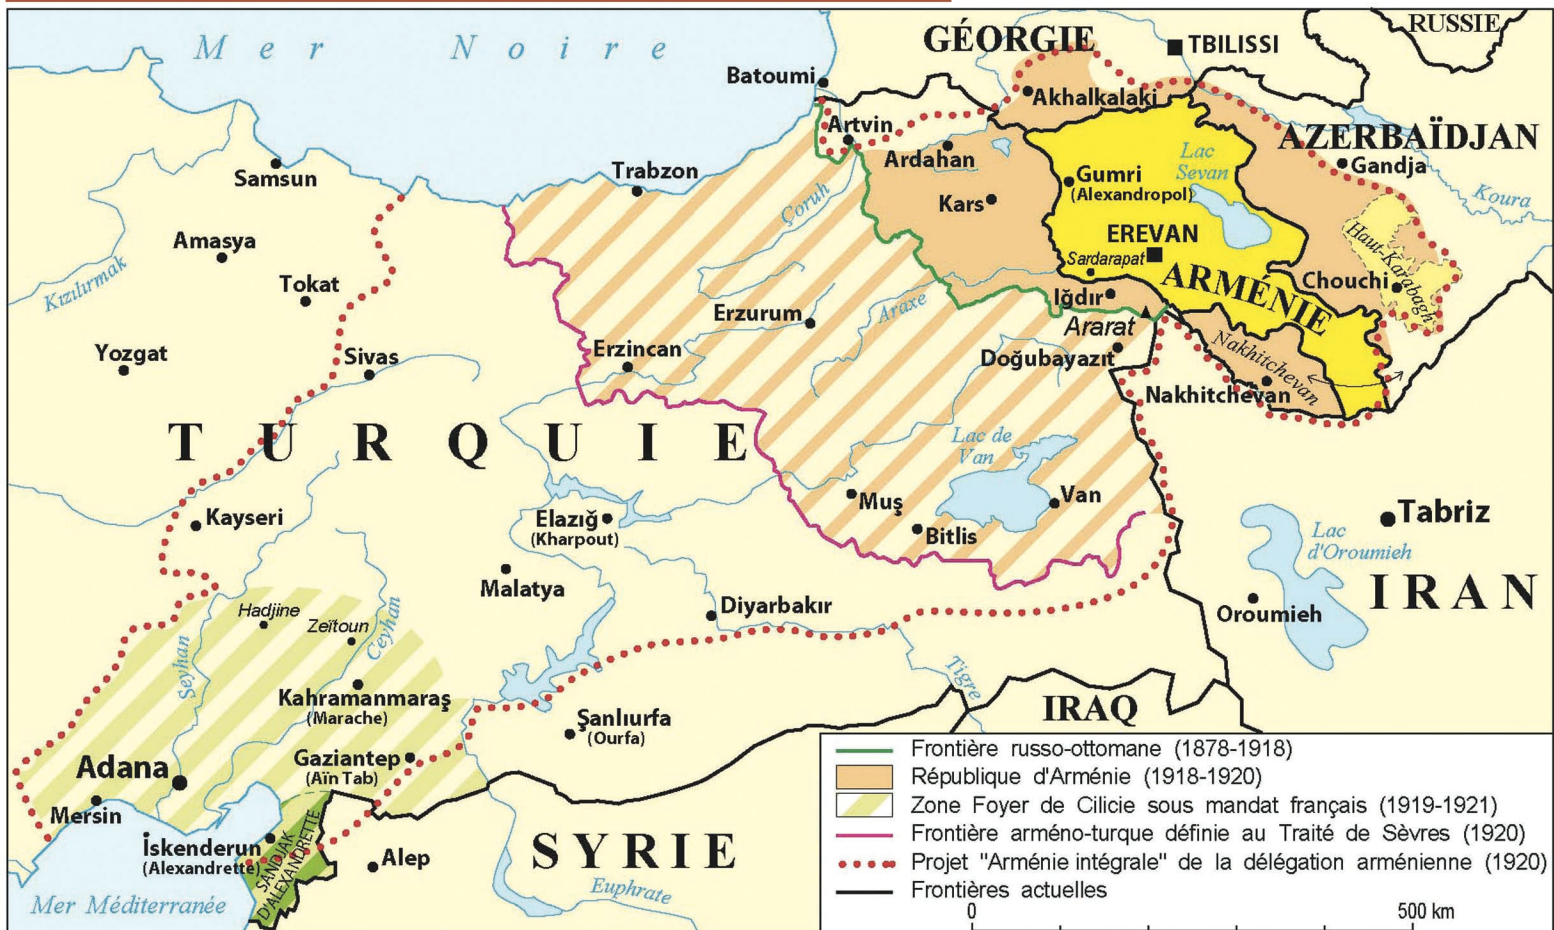 Mer Noire
GÉORGIE
RUSSIE
TBILISSI
Batoumi
Akhalkalaki
Artvin
AZERBAÏDJAN
Ardahan
Lac
Sevan
Gandja
Samsun
Trabzon
Gumri
(Alexandropol)
Koura
Kars
Çoruh
Amasya
EREVAN
Haut-Karabagh
Kızılırmak
Sardarapat
Tokat
ARMÉNIE
Chouchi
Iğdır
Araxe
Erzurum
Ararat
Yozgat
Sivas
Erzincan
Doğubayazıt
Nakhitchevan
Nakhitchevan
TURQUIE
Lac de
Van
Muş
Van
Kayseri
Elazığ
(Kharpout)
Bitlis
Tabriz
Lac
d'Oroumieh
Malatya
IRAN
Hadjine
Zeïtoun
Ceyhan
Diyarbakır
Oroumieh
Seyhan
Tigre
Kahramanmaraş
(Marache)
Şanlıurfa
(Ourfa)
IRAQ
Gaziantep
(Aïn Tab)
Adana
Mersin
İskenderun
(Alexandrette)
SANDJAK
D'ALEXANDRETTE
Alep
SYRIE
Euphrate
Mer Méditerranée
Frontière russo-ottomane (1878-1918)
République d'Arménie (1918-1920)
Zone Foyer de Cilicie sous mandat français (1919-1921)
Frontière arméno-turque définie au Traité de Sèvres (1920)
Projet "Arménie intégrale" de la délégation arménienne (1920)
Frontières actuelles
0
500 km